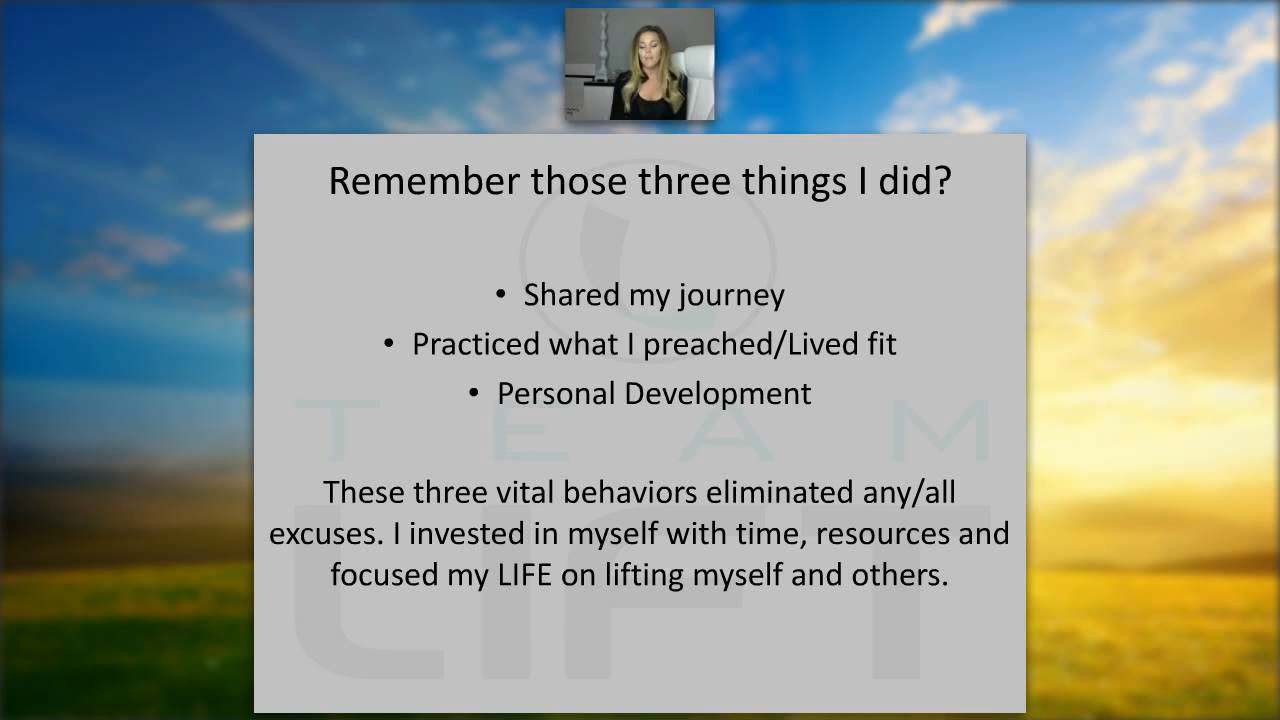 Remember those three things I did?
• Shared my journey
• Practiced what I preached/Lived fit
• Personal Development
TEAM
These three vital behaviors eliminated any/all
excuses. I invested in myself with time, resources and
focused my LIFE on lifting myself and others.
LIFT